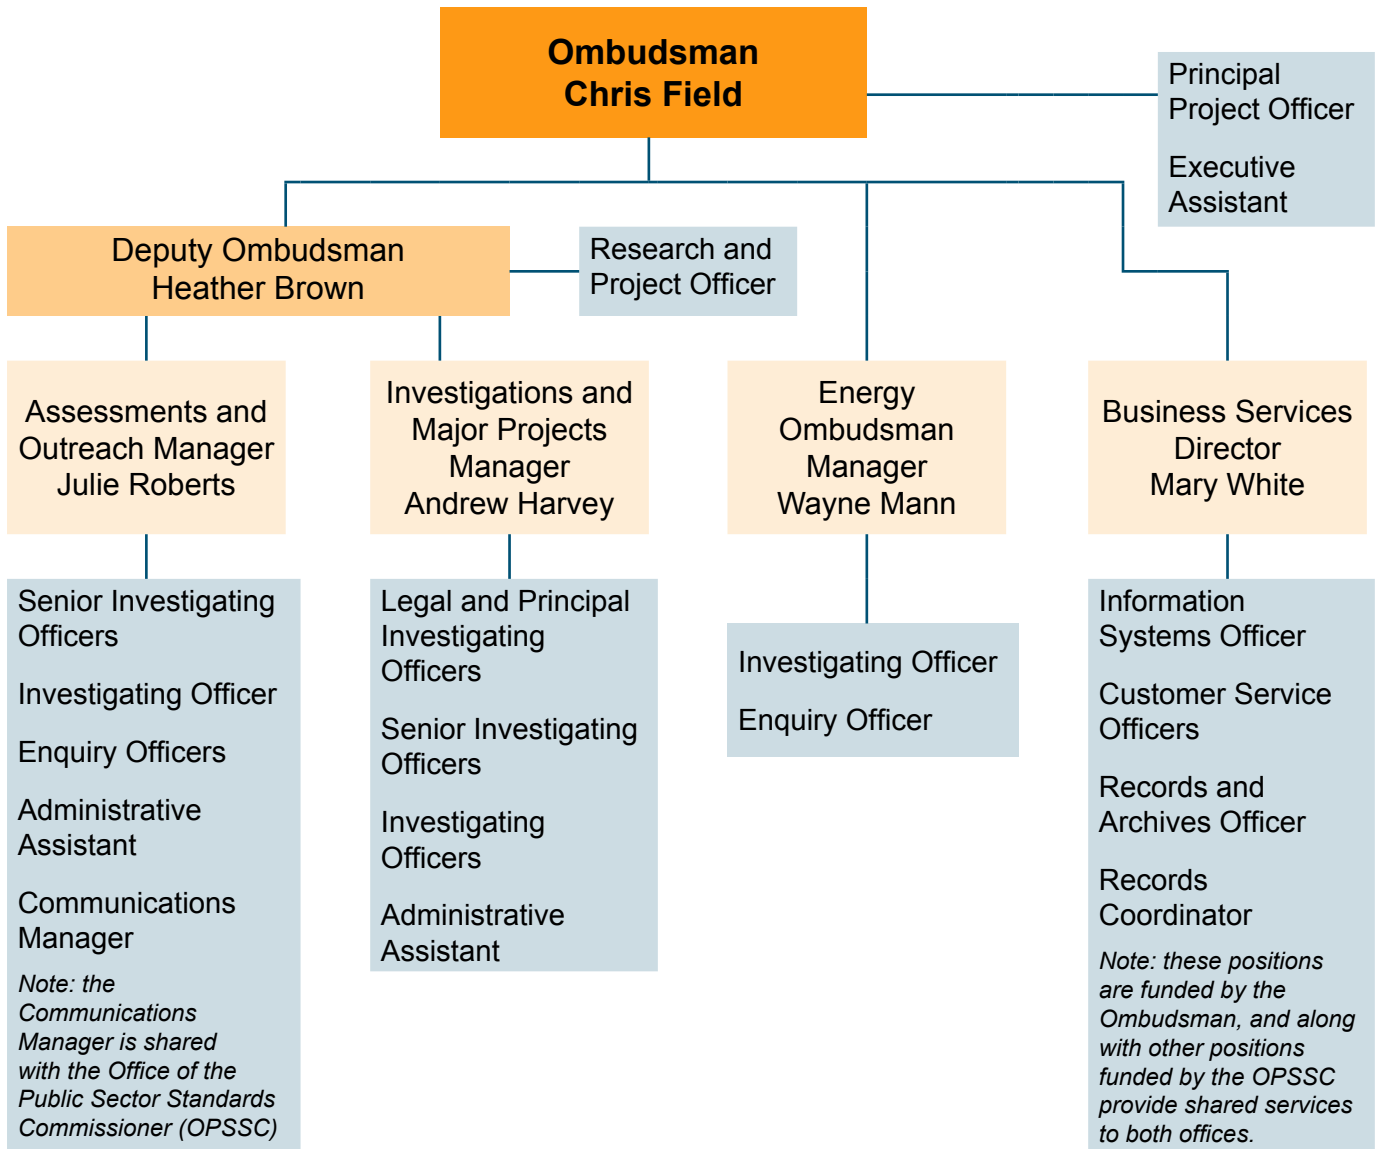 Ombudsman
Chris Field
Principal
Project Officer
Executive
Assistant
Deputy Ombudsman
Heather Brown
Research and
Project Officer
Assessments and
Outreach Manager
Julie Roberts
Investigations and
Major Projects
Manager
Andrew Harvey
Energy
Ombudsman
Manager
Wayne Mann
Business Services
Director
Mary White
Senior Investigating
Officers
Investigating Officer
Enquiry Officers
Administrative
Assistant
Communications
Manager
Note: the
Communications
Manager is shared
with the Office of the
Public Sector Standards
Commissioner (OPSSC)
Legal and Principal
Investigating
Officers
Senior Investigating
Officers
Investigating
Officers
Administrative
Assistant
Investigating Officer
Enquiry Officer
Information
Systems Officer
Customer Service
Officers
Records and
Archives Officer
Records
Coordinator
Note: these positions
are funded by the
Ombudsman, and along
with other positions
funded by the OPSSC
provide shared services
to both offices.